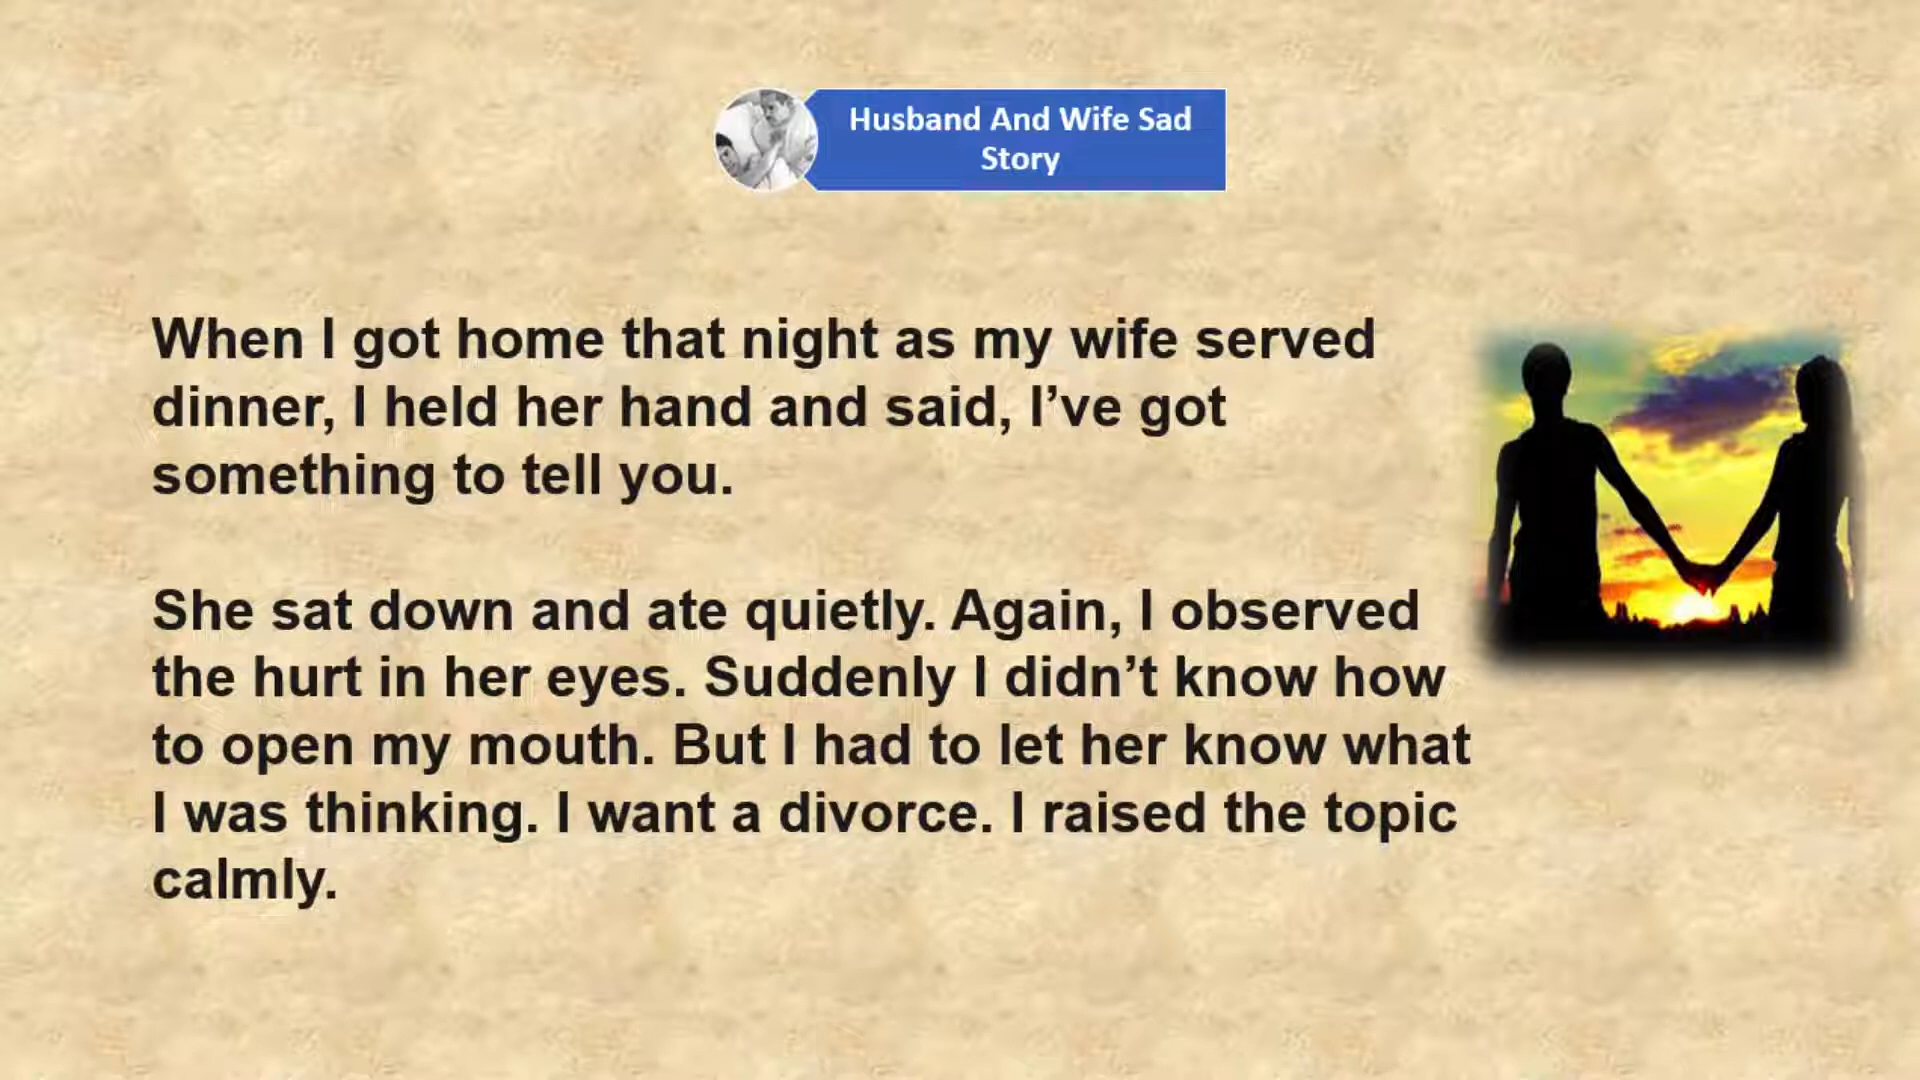 Husband And Wife Sad
Story
When I got home that night as my wife served
dinner, I held her hand and said, I’ve got
something to tell you.
She sat down and ate quietly. Again, I observed
the hurt in her eyes. Suddenly I didn’t know how
to open my mouth. But I had to let her know what
I was thinking. I want a divorce. I raised the topic
calmly.